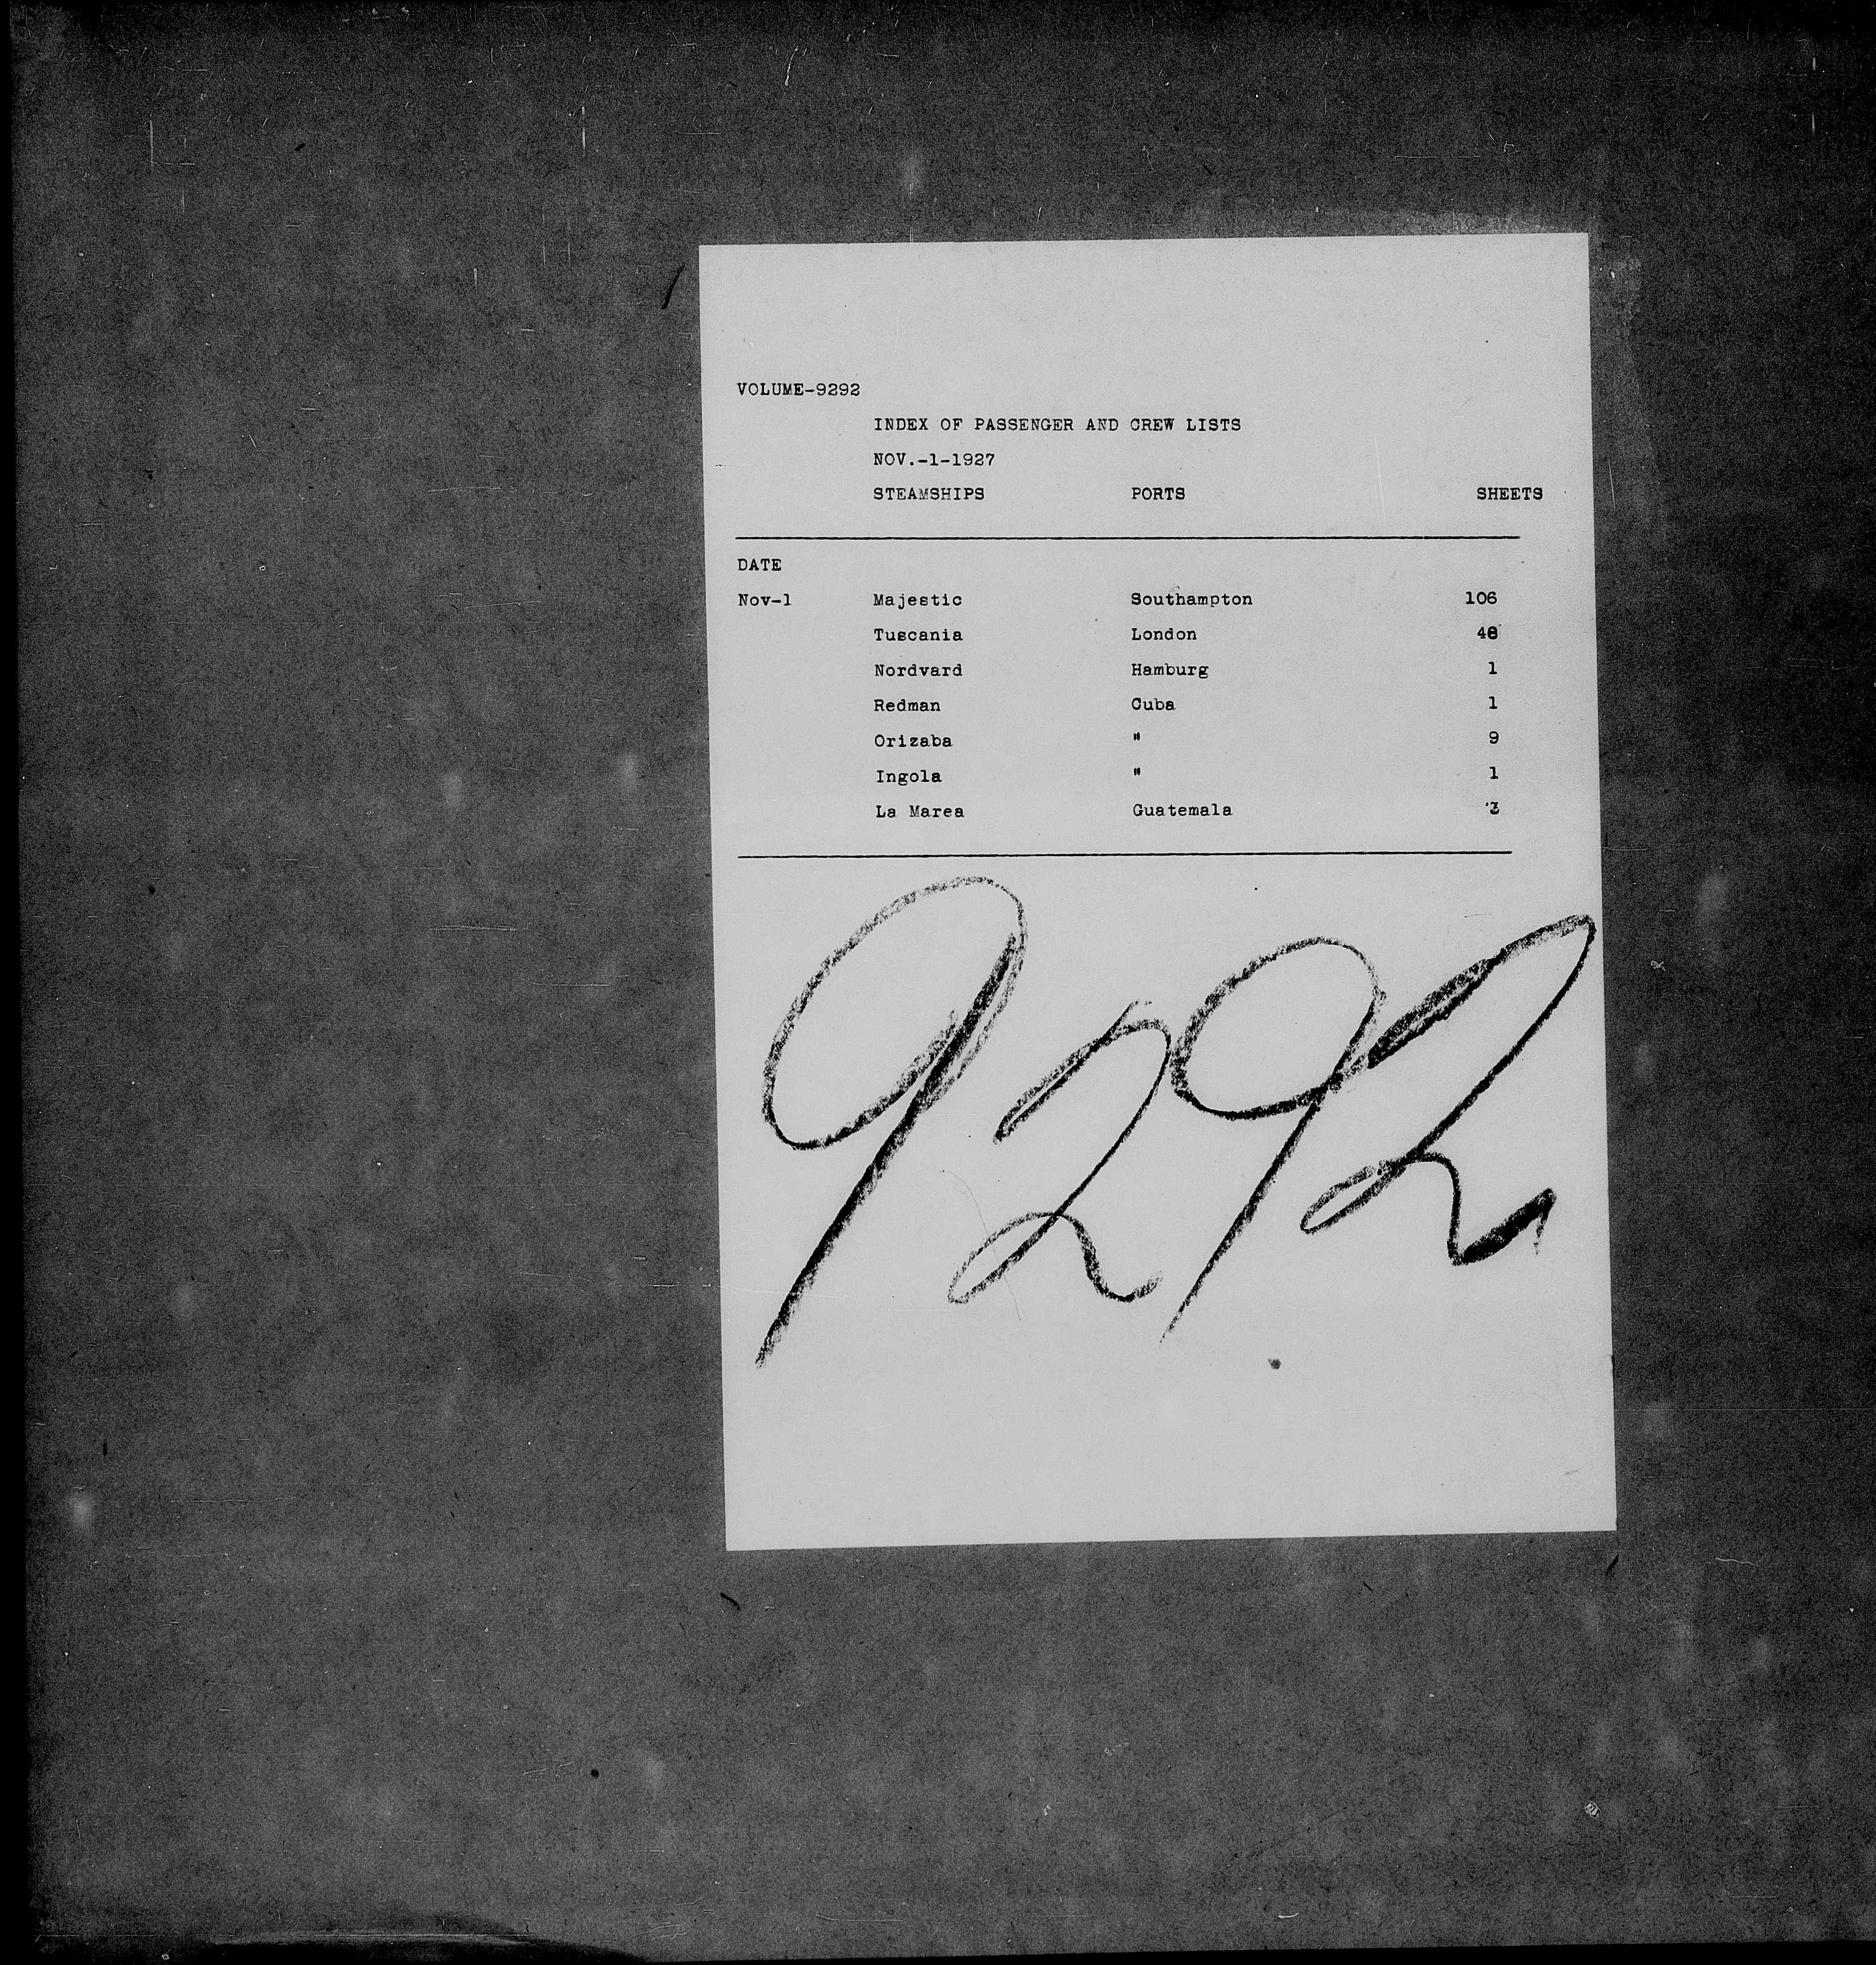 VOLUME-9292
INDEX OF PASSENGER AND CREW LISTS
NOV.-1-1927
STEAMSHIPS PORTS SHEETS
DATE
Nov-1 Majestic Southampton 106
Tuscania London
Nordvard Hamburg 1
Redman Cuba 1
Orizaba " 9
Ingola " 1
La Marea Guatemala 3
9292